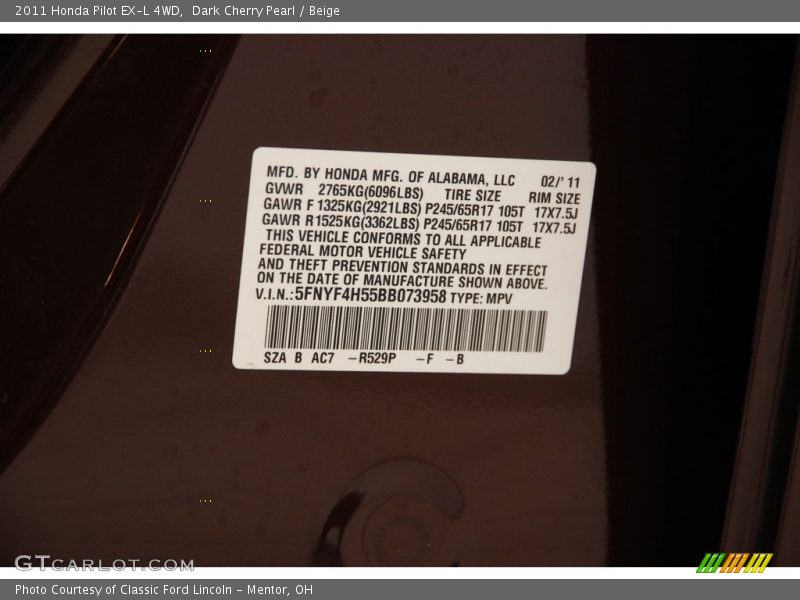 2011 Honda Pilot EX-L 4WD, Dark Cherry Pearl / Beige
MFD. BY HONDA MFG. OF ALABAMA, LLC 02/'11
GVWR 2765KG(6096LBS) TIRE SIZE RIM SIZE
GAWR F 1325KG(2921LBS) P245/65R17 105T 17X7.5J
GAWR R1525KG(3362LBS) P245/65R17 105T 17X7.5J
THIS VEHICLE CONFORMS TO ALL APPLICABLE
FEDERAL MOTOR VEHICLE SAFETY
AND THEFT PREVENTION STANDARDS IN EFFECT
ON THE DATE OF MANUFACTURE SHOWN ABOVE.
V.I.N.:5FNYF4H55BB073958 TYPE: MPV
SZA B AC7 -R529P -F -B
GTCARLOT.COM
Photo Courtesy of Classic Ford Lincoln - Mentor, OH